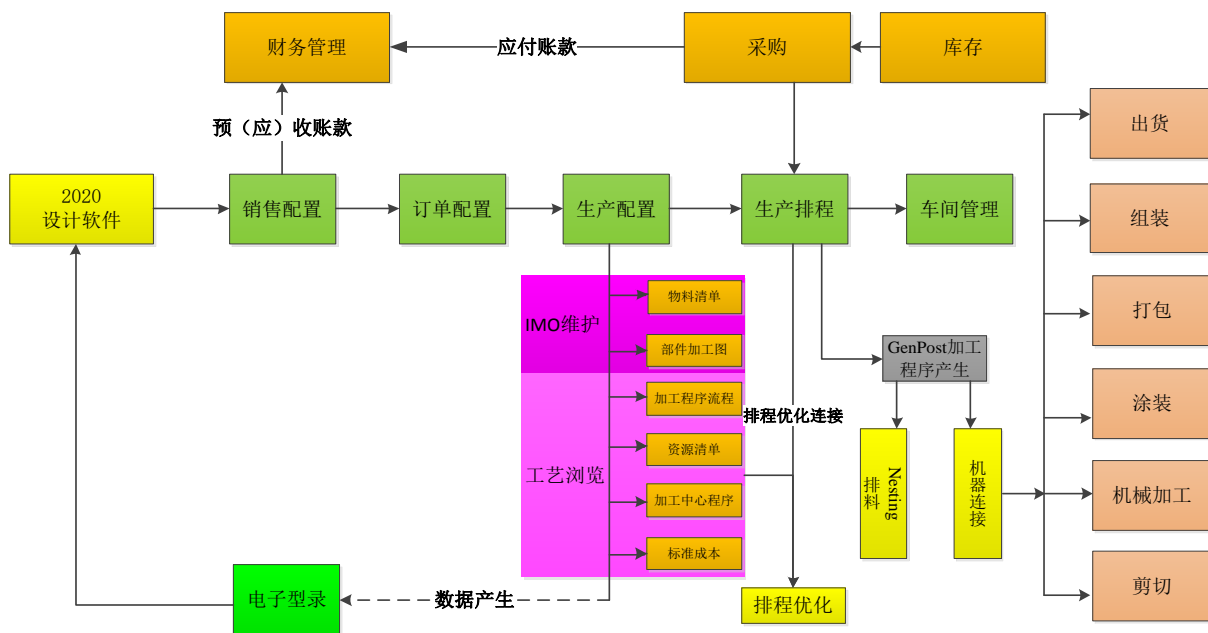 财务管理
应付账款
采购
库存
预（应）收账款
出货
2020
设计软件
销售配置
订单配置
生产配置
生产排程
车间管理
组装
IMO维护
物料清单
部件加工图
打包
GenPost加工
程序产生
工艺浏览
加工程序流程
资源清单
加工中心程序
标准成本
排程优化连接
涂装
Nesting
排料
机器连接
机械加工
电子型录
数据产生
排程优化
剪切